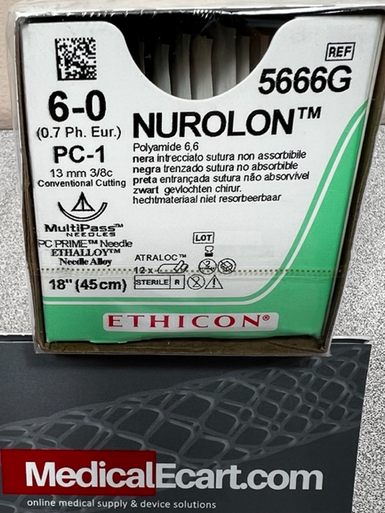 REF
5666G
6-0
(0.7 Ph. Eur.)
PC-1
13 mm 3/8c
Conventional Cutting
MultiPass™
NEEDLES
PC PRIME™ Needle
ETHALLOY™
Needle Alloy
18" (45cm)
NUROLON™
Polyamide 6,6
nera intrecciato sutura non assorbibile
negra trenzado sutura no absorbible
preta entrançada sutura não absorvível
zwart gevlochten chirur.
hechtmateriaal niet resorbeerbaar
LOT
ATRALOC™
12 x
2
STERILE R
ETHICON®
MedicalEcart.com
online medical supply & device solutions